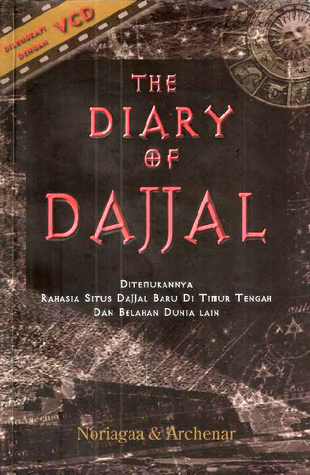 DILENGKAPI
DENGAN
VCD
THE
DIARY
OF
DAJJAL
DITEMUKANNYA
RAHASIA SITUS DAJJAL BARU DI TIMUR TENGAH
DAN BELAHAN DUNIA LAIN
Noriagaa & Archenar